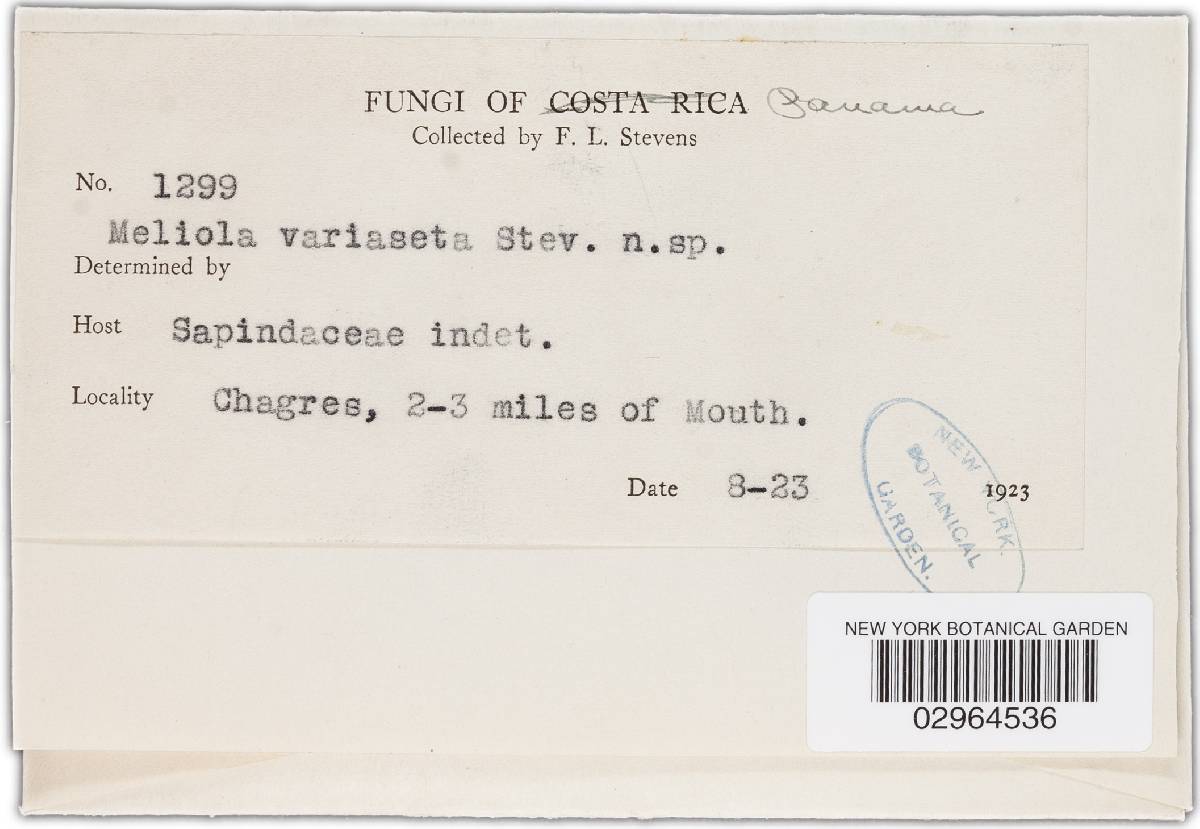 FUNGI OF COSTA RICA Panama
Collected by F. L. Stevens
No. 1299
Meliola variaseta Stev. n.sp.
Determined by
Host Sapindaceae indet.
Locality Chagres, 2-3 miles of Mouth.
Date 8-23 1923
NEW YORK.
BOTANICAL
GARDEN.
NEW YORK BOTANICAL GARDEN
02964536